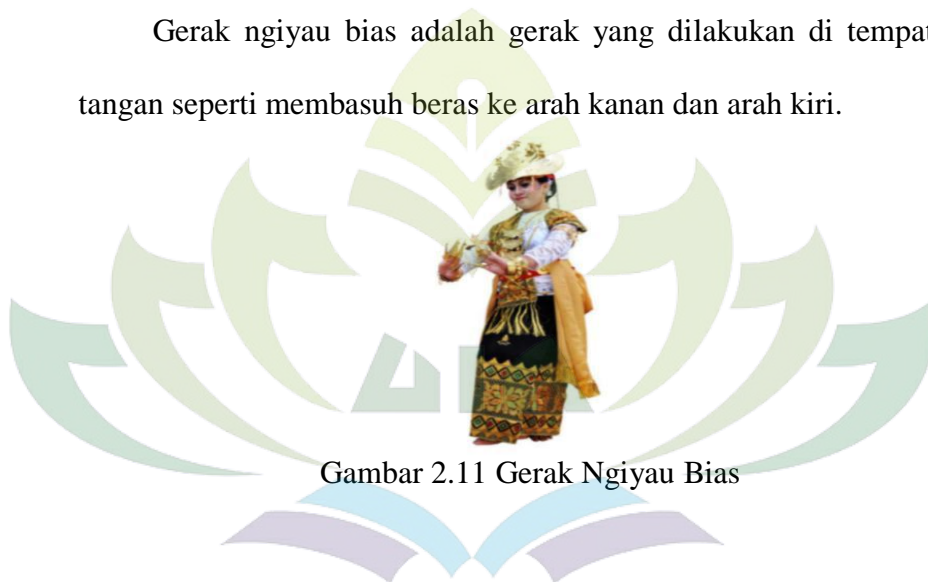 Gerak ngiyau bias adalah gerak yang dilakukan di tempat
tangan seperti membasuh beras ke arah kanan dan arah kiri.
Gambar 2.11 Gerak Ngiyau Bias